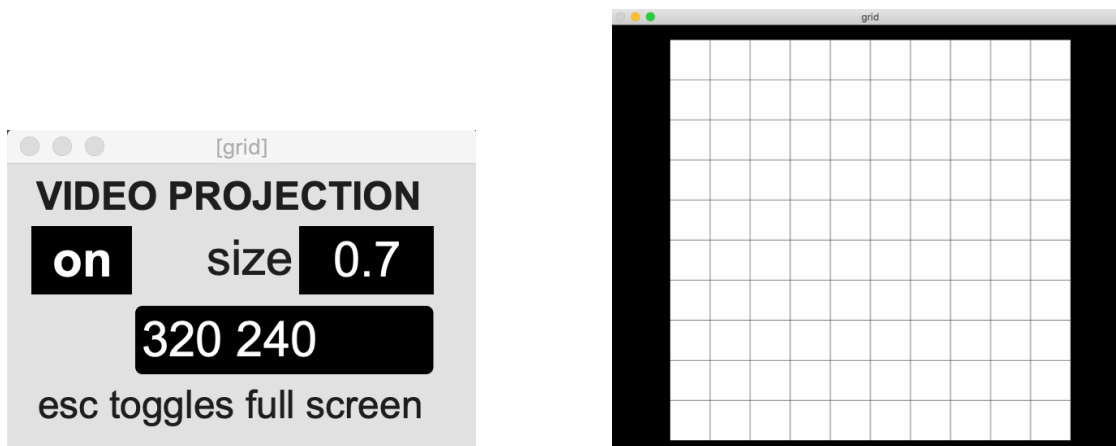 [grid]
VIDEO PROJECTION
on size 0.7
320 240
esc toggles full screen
grid